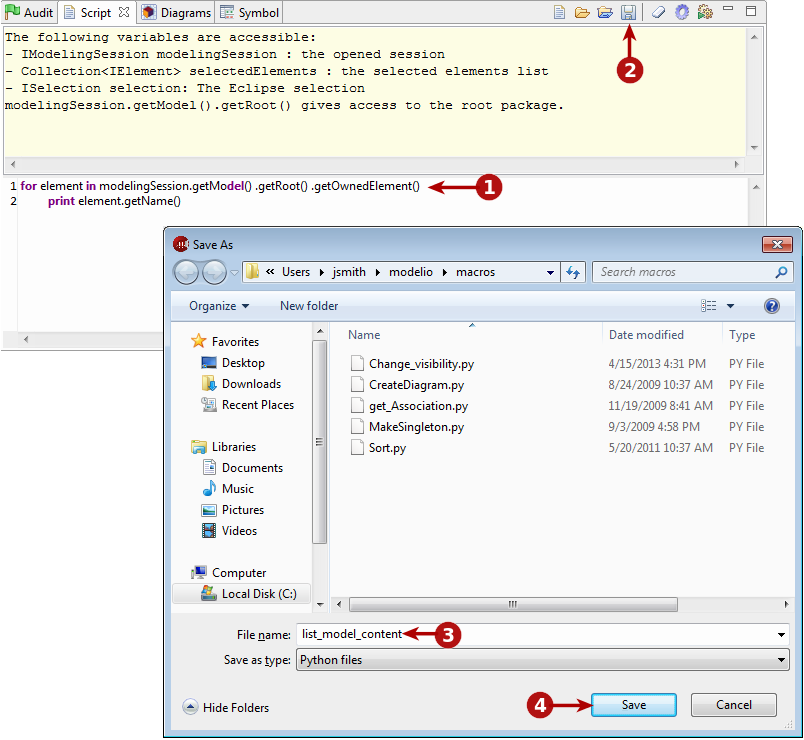 Audit Script Diagrams Symbol
The following variables are accessible:
- IModelingSession modelingSession : the opened session
- Collection<IElement> selectedElements : the selected elements list
- ISelection selection: The Eclipse selection
modelingSession.getModel().getRoot() gives access to the root package.
2
1 for element in modelingSession.getModel() .getRoot() .getOwnedElement()
1
2 print element.getName()
Save As
« Users modelio jsmith macros
Search macros
Organize New folder
?
Favorites
Desktop
Downloads
Recent Places
Libraries
Documents
Music
Pictures
Videos
Computer
Local Disk (C:)
Name Date modified Type
Change_visibility.py 4/15/2013 4:31 PM PY File
CreateDiagram.py 8/24/2009 10:37 AM PY File
get_Association.py 11/19/2009 8:41 AM PY File
MakeSingleton.py 9/3/2009 4:58 PM PY File
Sort.py 5/20/2011 10:37 AM PY File
File name: list_model_content
3
Save as type: Python files
Hide Folders
4
Save Cancel